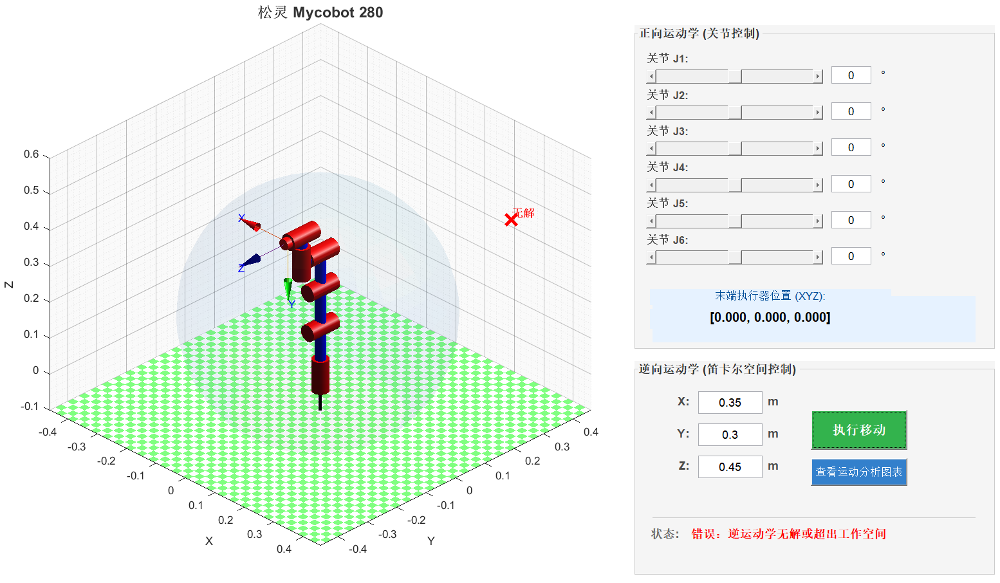 松灵 Mycobot 280
无解
X
Z
Y
Z
0.6
0.5
0.4
0.3
0.2
0.1
0
-0.1
-0.4
-0.3
-0.2
-0.1
0
0.1
0.2
0.3
0.4
X
-0.4
-0.3
-0.2
-0.1
0
0.1
0.2
0.3
0.4
Y
正向运动学 (关节控制)
关节 J1:
0 °
关节 J2:
0 °
关节 J3:
0 °
关节 J4:
0 °
关节 J5:
0 °
关节 J6:
0 °
末端执行器位置 (XYZ):
[0.000, 0.000, 0.000]
逆向运动学 (笛卡尔空间控制)
X: 0.35 m
Y: 0.3 m
Z: 0.45 m
执行移动
查看运动分析图表
状态: 错误：逆运动学无解或超出工作空间